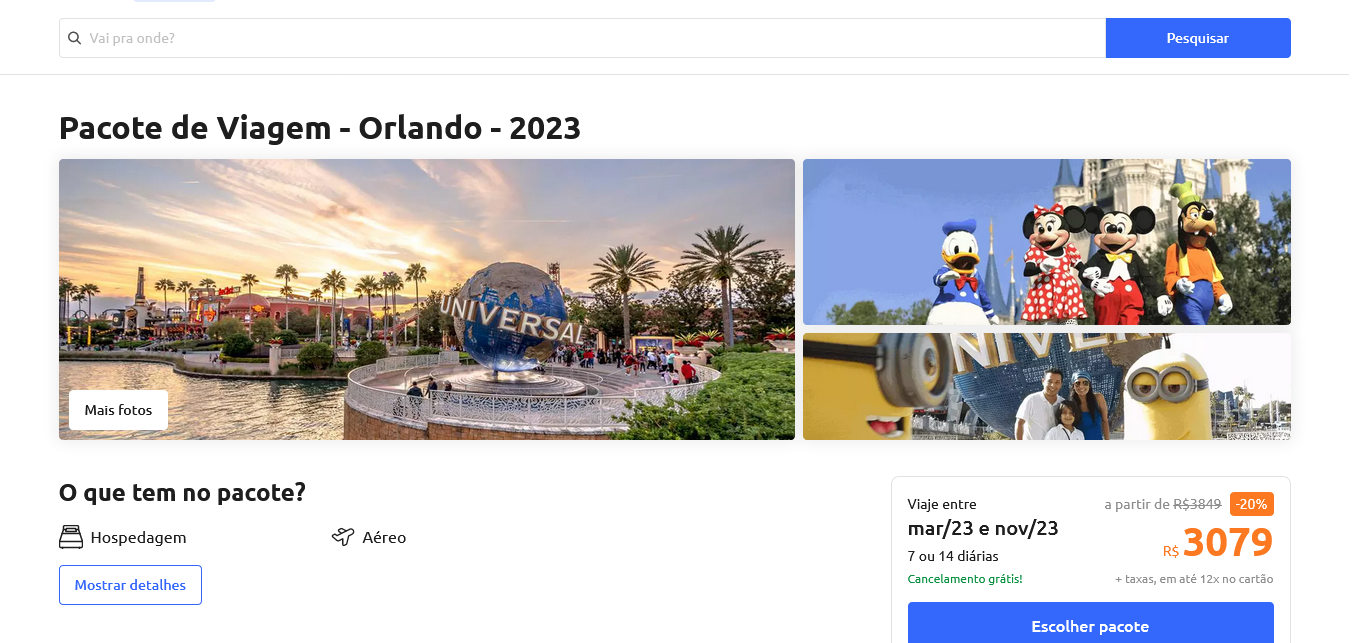 Vai pra onde?
Pesquisar
Pacote de Viagem - Orlando - 2023
UNIVERSAL
Mais fotos
O que tem no pacote?
Hospedagem
Aéreo
Mostrar detalhes
Viaje entre
mar/23 e nov/23
7 ou 14 diárias
Cancelamento grátis!
a partir de R$3849 -20%
R$ 3079
+ taxas, em até 12x no cartão
Escolher pacote